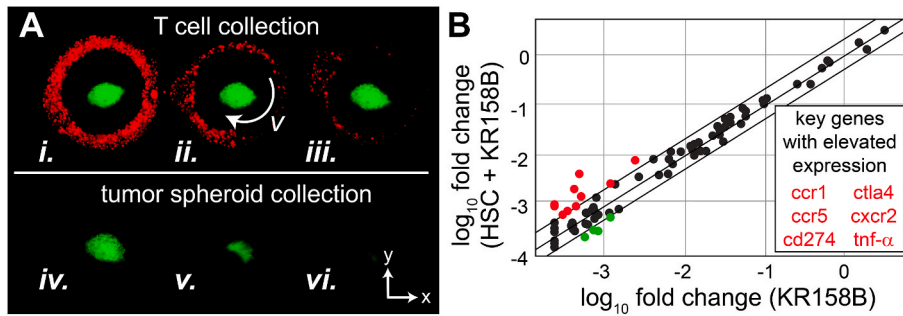 A
T cell collection
i.
ii.
v
iii.
tumor spheroid collection
iv.
v.
vi.
y
x
B
log10 fold change
(HSC + KR158B)
0
-1
-2
-3
-4
key genes
with elevated
expression
ccr1 ctla4
ccr5 cxcr2
cd274 tnf-α
-3 -2 -1 0
log10 fold change (KR158B)